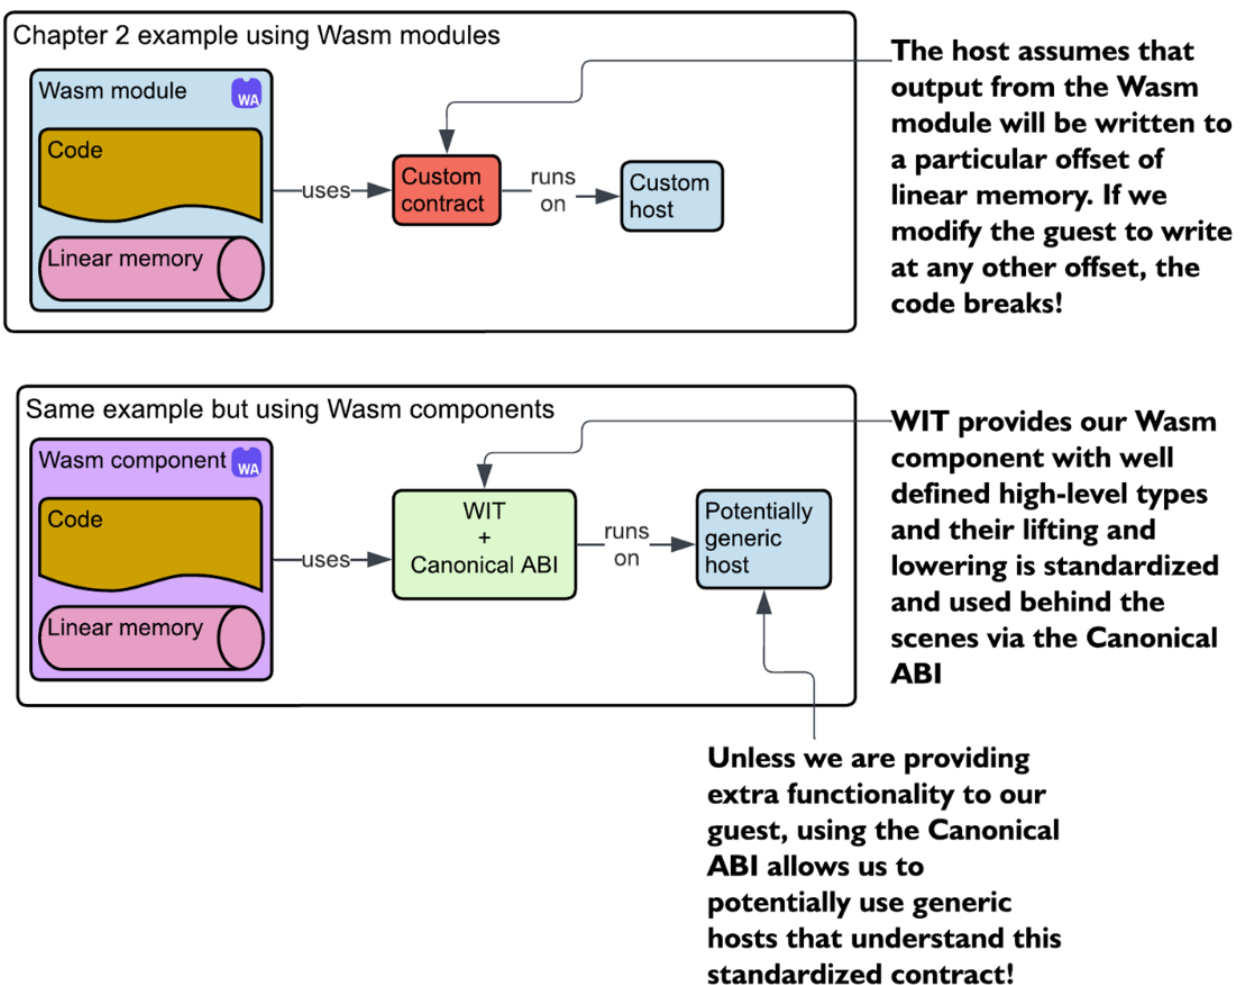 Chapter 2 example using Wasm modules
Wasm module
WA
Code
Linear memory
uses
Custom
contract
runs
on
Custom
host
The host assumes that
output from the Wasm
module will be written to
a particular offset of
linear memory. If we
modify the guest to write
at any other offset, the
code breaks!
Same example but using Wasm components
Wasm component
WA
Code
Linear memory
uses
WIT
+
Canonical ABI
runs
on
Potentially
generic
host
WIT provides our Wasm
component with well
defined high-level types
and their lifting and
lowering is standardized
and used behind the
scenes via the Canonical
ABI
Unless we are providing
extra functionality to our
guest, using the Canonical
ABI allows us to
potentially use generic
hosts that understand this
standardized contract!